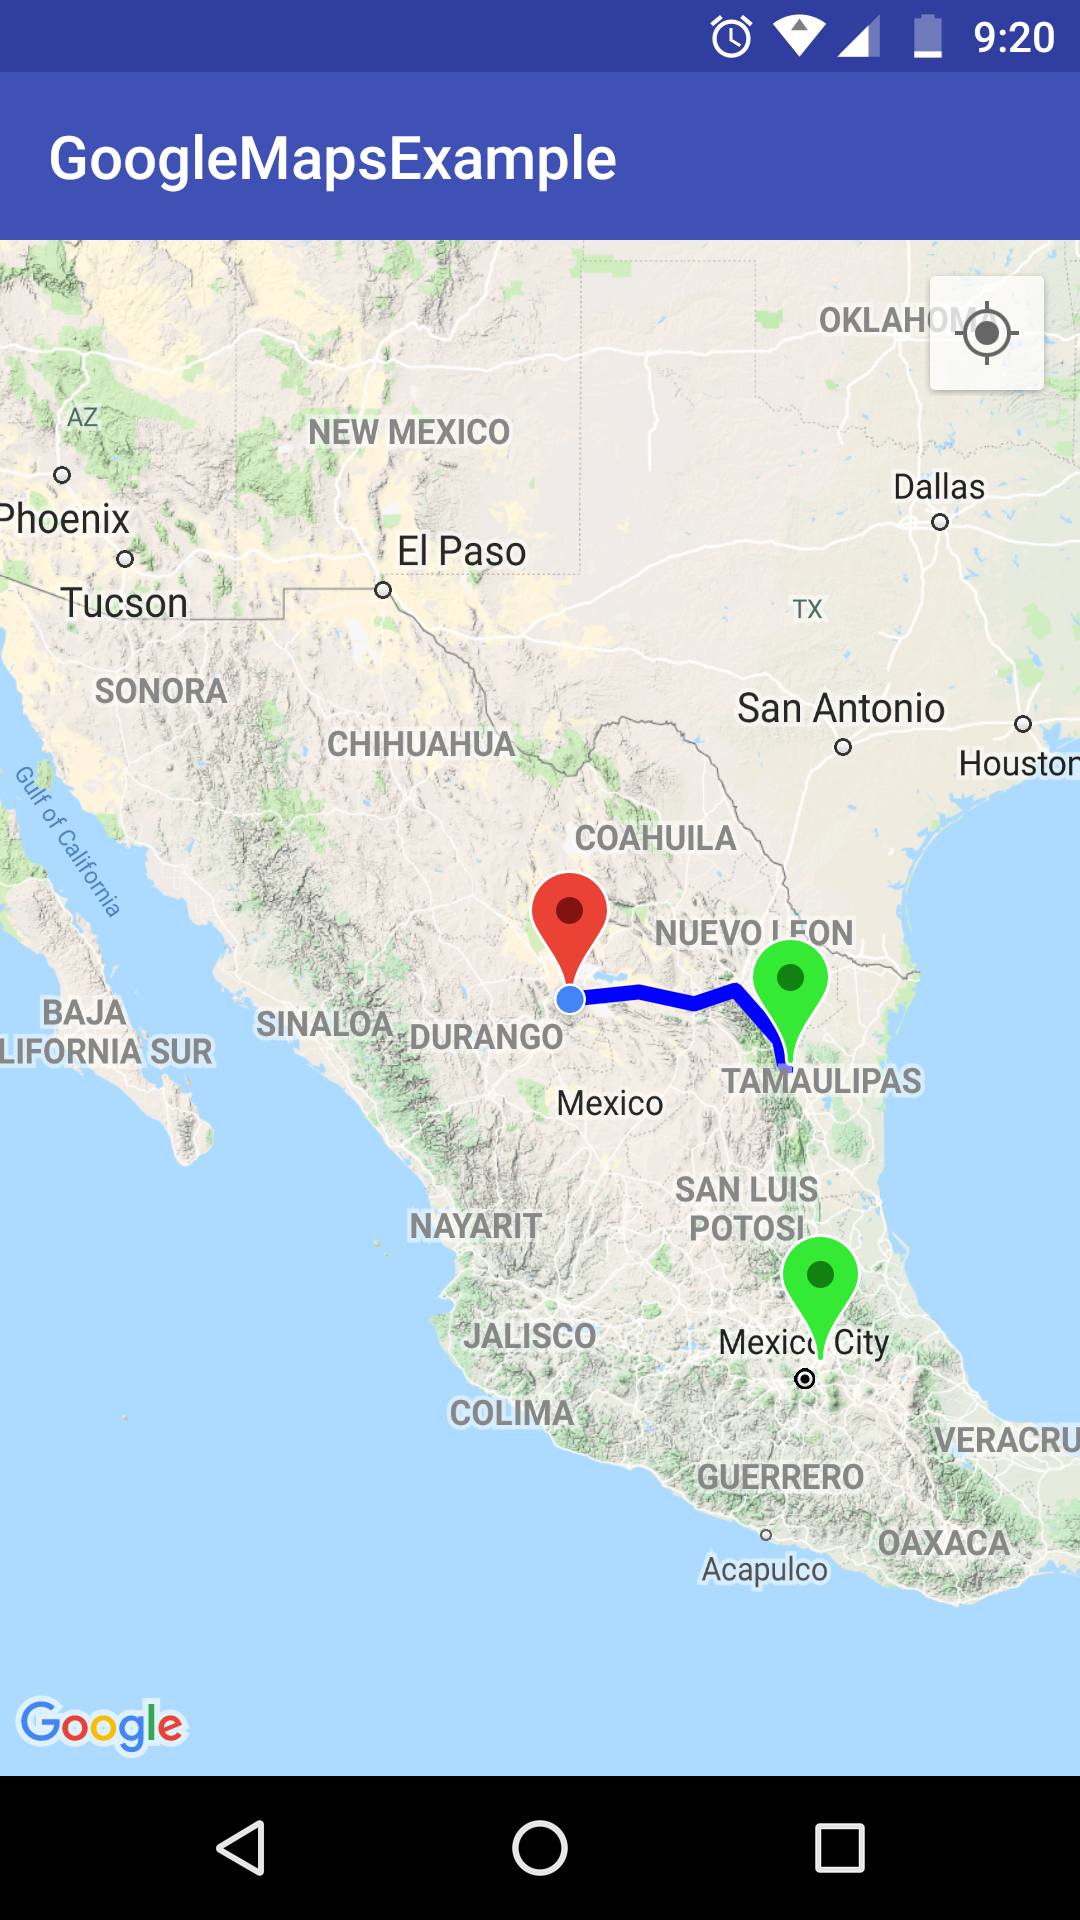 9:20
GoogleMapsExample
OKLAHOMA
AZ
NEW MEXICO
Dallas
Phoenix
El Paso
Tucson
TX
SONORA
San Antonio
CHIHUAHUA
Houston
Gulf of California
COAHUILA
NUEVO LEON
BAJA
LIFORNIA SUR
SINALOA
DURANGO
TAMAULIPAS
Mexico
SAN LUIS
POTOSI
NAYARIT
JALISCO
Mexico City
COLIMA
VERACRU
GUERRERO
OAXACA
Acapulco
Google